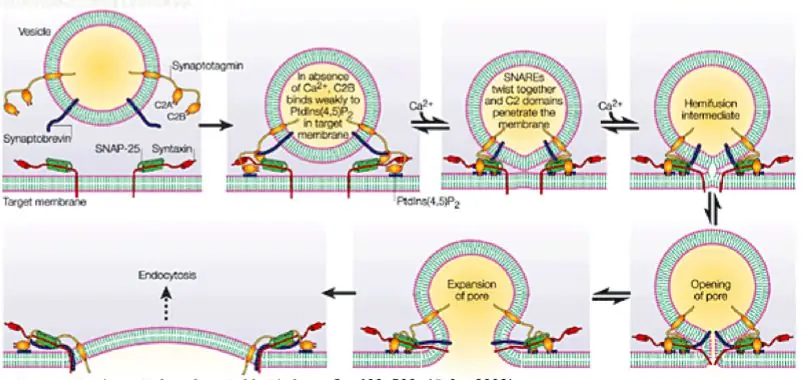 Vesicle
Synaptotagmin
C2A
C2B
Synaptobrevin
SNAP-25
Syntaxin
Target membrane
In absence
of Ca2+, C2B
binds weakly to
PtdIns(4,5)P2
in target
membrane
PtdIns(4,5)P2
Ca2+
SNAREs
twist together
and C2 domains
penetrate the
membrane
Ca2+
Hemifusion
intermediate
Endocytosis
Expansion
of pore
Opening
of pore